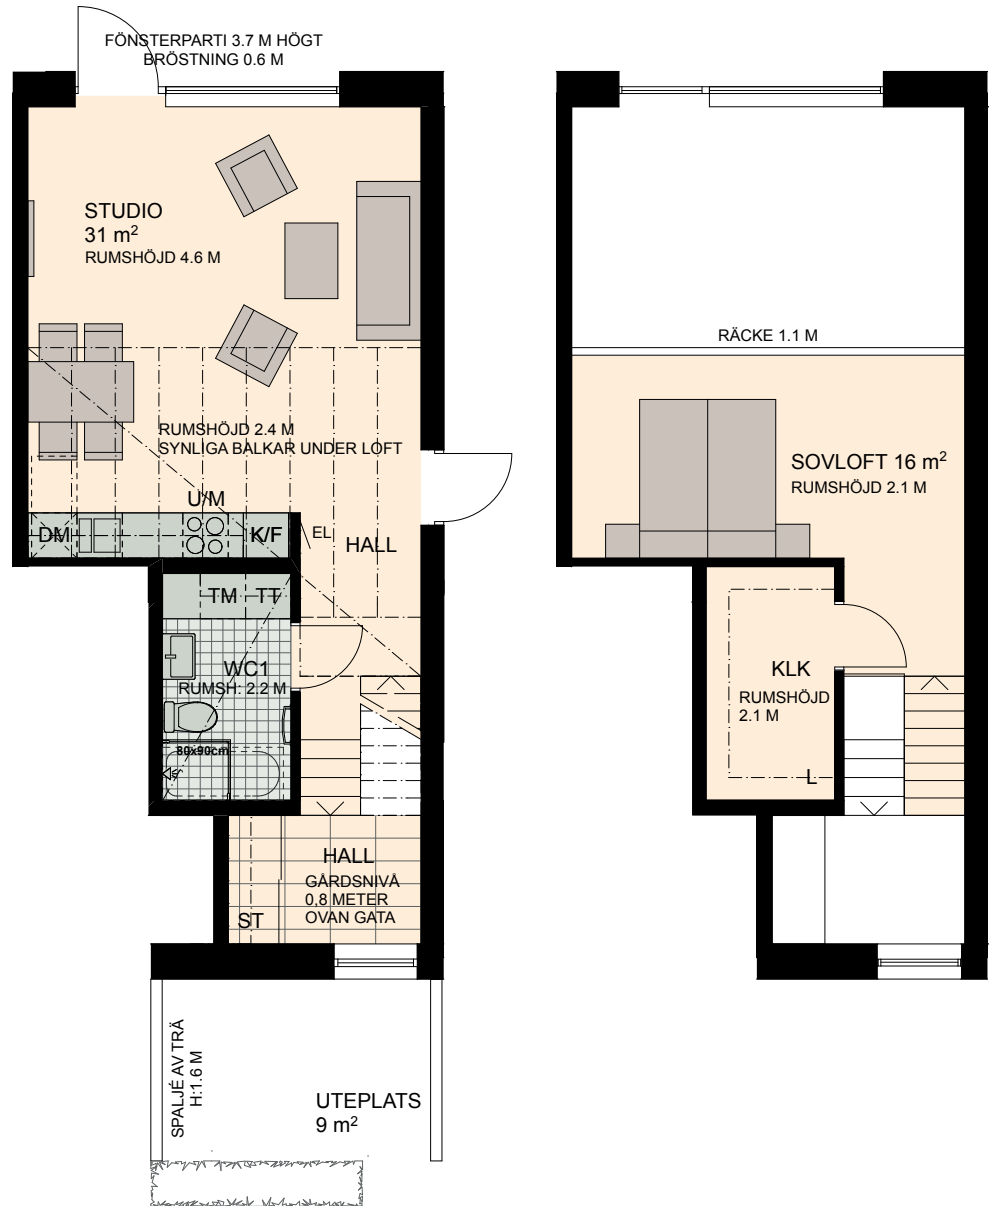 FÖNSTERPARTI 3.7 M HÖGT
BRÖSTNING 0.6 M
STUDIO
31 m²
RUMSHÖJD 4.6 M
RUMSHÖJD 2.4 M
SYNLIGA BALKAR UNDER LOFT
U/M
DM
K/F
EL
HALL
TM
TT
WC1
RUMSH: 2.2 M
80x90cm
HALL
GÅRDSNIVÅ
0,8 METER
OVAN GATA
ST
SPALJÉ AV TRÄ
H:1.6 M
UTEPLATS
9 m²
RÄCKE 1.1 M
SOVLOFT 16 m²
RUMSHÖJD 2.1 M
KLK
RUMSHÖJD
2.1 M
L